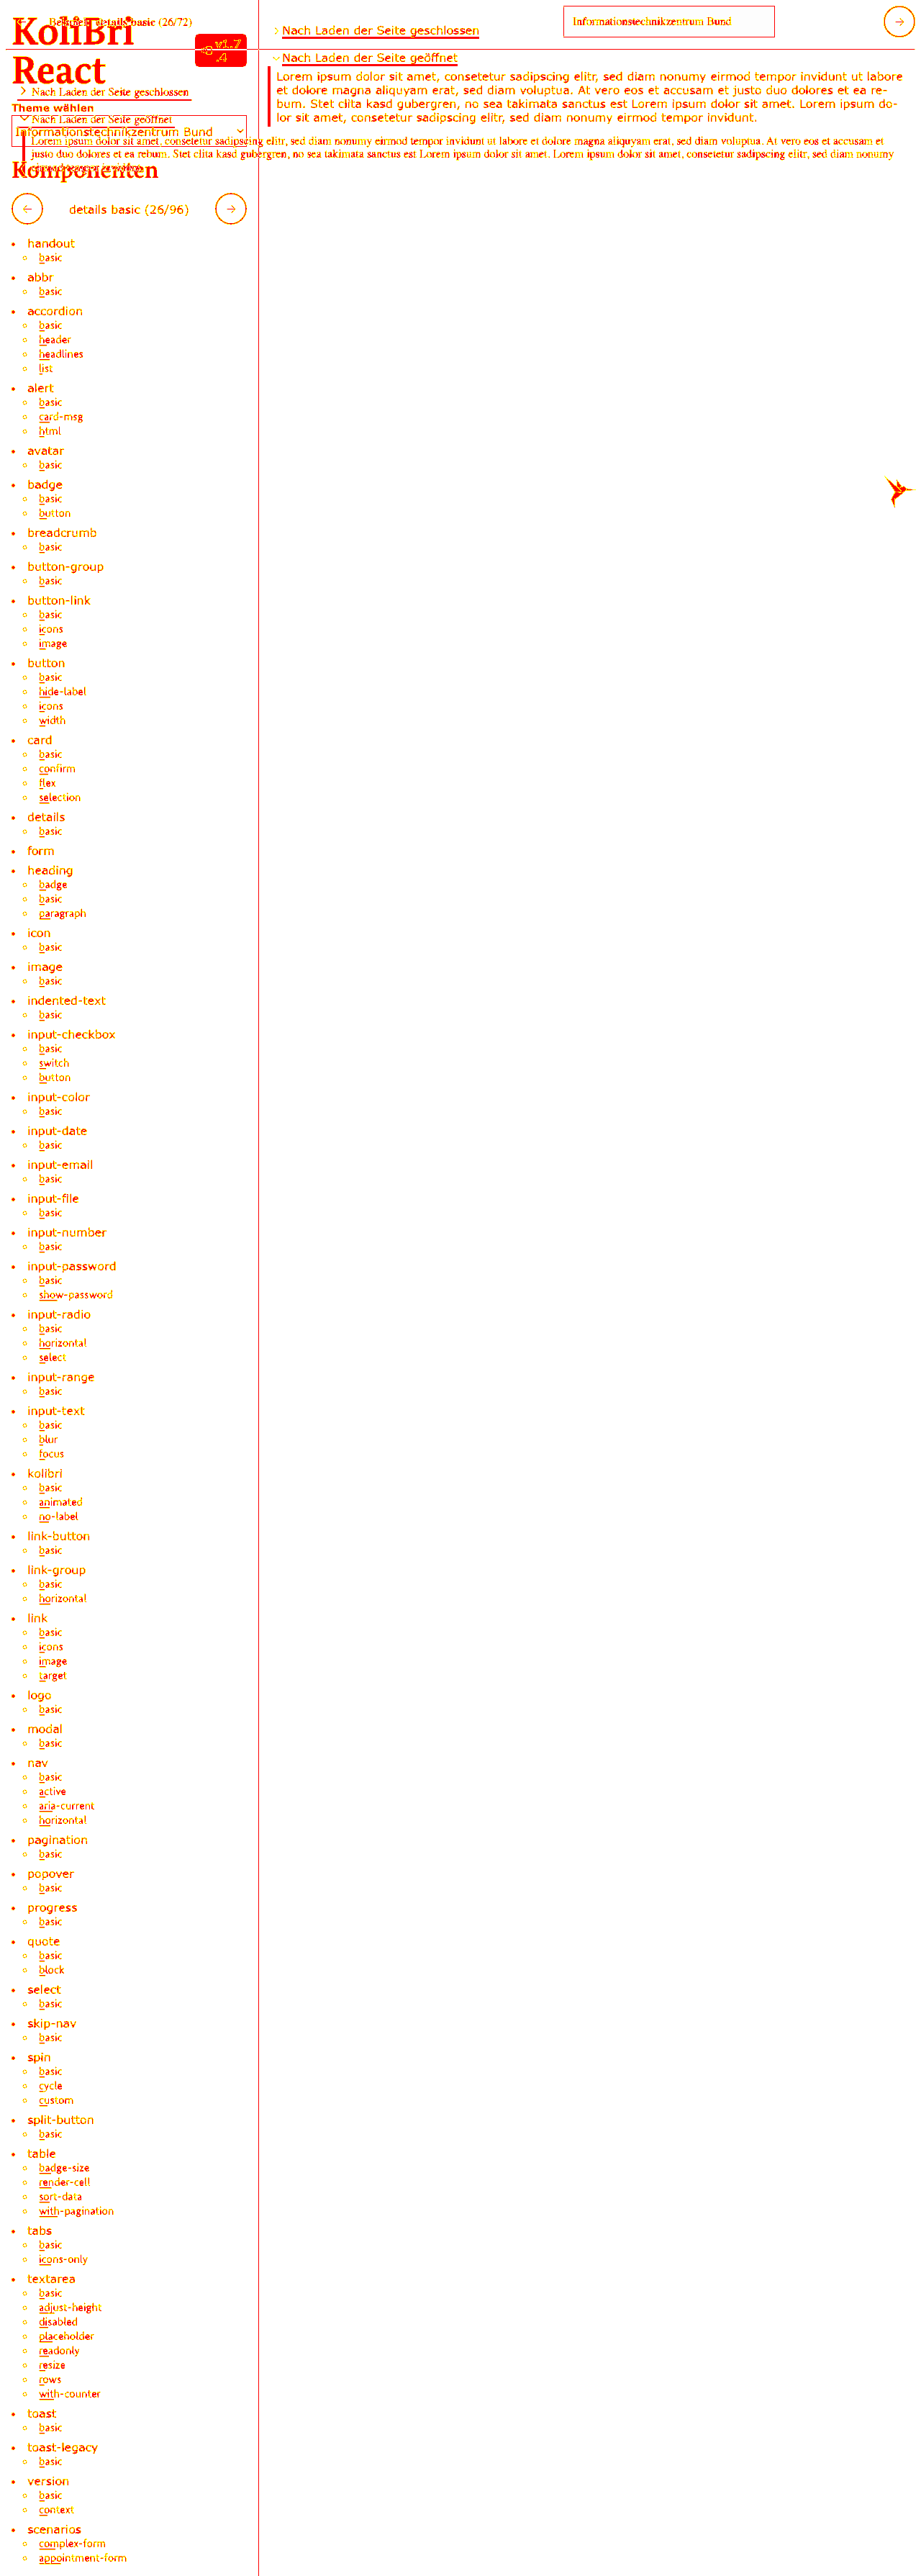 KoliBri
React
v1.7
.4
Beispiel: details basic (26/72)
Informationstechnikzentrum Bund
Nach Laden der Seite geschlossen
Nach Laden der Seite geöffnet
Lorem ipsum dolor sit amet, consetetur sadipscing elitr, sed diam nonumy eirmod tempor invidunt ut labore
et dolore magna aliquyam erat, sed diam voluptua. At vero eos et accusam et justo duo dolores et ea re-
bum. Stet clita kasd gubergren, no sea takimata sanctus est Lorem ipsum dolor sit amet. Lorem ipsum do-
lor sit amet, consetetur sadipscing elitr, sed diam nonumy eirmod tempor invidunt.
Nach Laden der Seite geschlossen
Theme wählen
Nach Laden der Seite geöffnet
Informationstechnikzentrum Bund
Lorem ipsum dolor sit amet, consetetur sadipscing elitr, sed diam nonumy eirmod tempor invidunt ut labore et dolore magna aliquyam erat, sed diam voluptua. At vero eos et accusam et
justo duo dolores et ea rebum. Stet clita kasd gubergren, no sea takimata sanctus est Lorem ipsum dolor sit amet. Lorem ipsum dolor sit amet, consetetur sadipscing elitr, sed diam nonumy
Komponenten
details basic (26/96)
handout
basic
abbr
basic
accordion
basic
header
headlines
list
alert
basic
card-msg
html
avatar
basic
badge
basic
button
breadcrumb
basic
button-group
basic
button-link
basic
icons
image
button
basic
hide-label
icons
width
card
basic
confirm
flex
selection
details
basic
form
heading
badge
basic
paragraph
icon
basic
image
basic
indented-text
basic
input-checkbox
basic
switch
button
input-color
basic
input-date
basic
input-email
basic
input-file
basic
input-number
basic
input-password
basic
show-password
input-radio
basic
horizontal
select
input-range
basic
input-text
basic
blur
focus
kolibri
basic
animated
no-label
link-button
basic
link-group
basic
horizontal
link
basic
icons
image
target
logo
basic
modal
basic
nav
basic
active
aria-current
horizontal
pagination
basic
popover
basic
progress
basic
quote
basic
block
select
basic
skip-nav
basic
spin
basic
cycle
custom
split-button
basic
table
badge-size
render-cell
sort-data
with-pagination
tabs
basic
icons-only
textarea
basic
adjust-height
disabled
placeholder
readonly
resize
rows
with-counter
toast
basic
toast-legacy
basic
version
basic
context
scenarios
complex-form
appointment-form